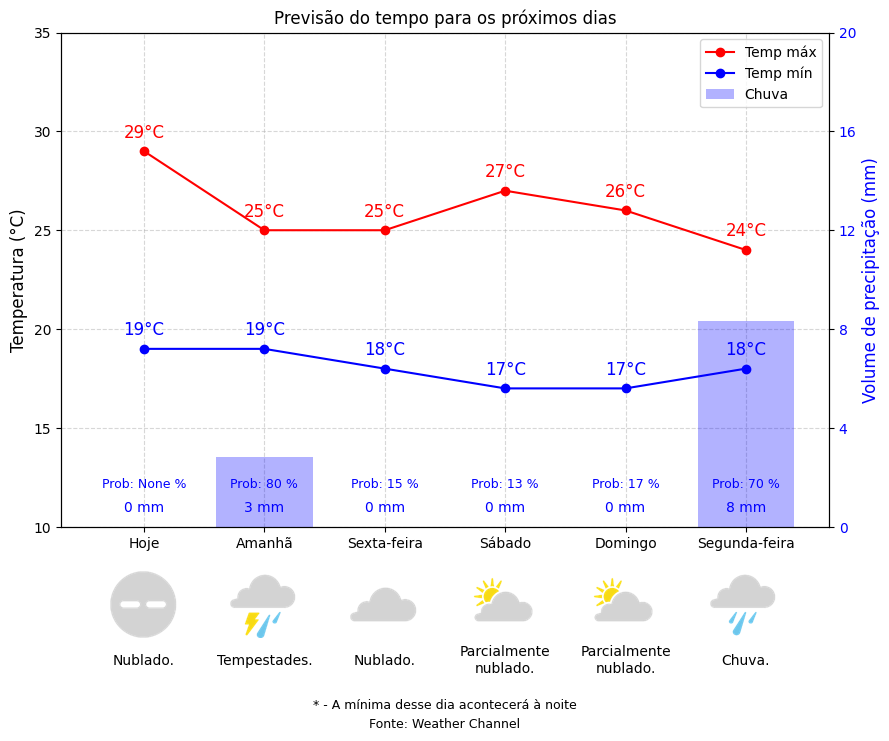 Previsão do tempo para os próximos dias
35
30
25
20
15
10
Temperatura (°C)
20
16
12
8
4
0
Volume de precipitação (mm)
Temp máx
Temp mín
Chuva
29°C
25°C
25°C
27°C
26°C
24°C
19°C
19°C
18°C
17°C
17°C
18°C
Prob: None %
Prob: 80 %
Prob: 15 %
Prob: 13 %
Prob: 17 %
Prob: 70 %
0 mm
3 mm
0 mm
0 mm
0 mm
8 mm
Hoje
Amanhã
Sexta-feira
Sábado
Domingo
Segunda-feira
Nublado.
Tempestades.
Nublado.
Parcialmente
nublado.
Parcialmente
nublado.
Chuva.
* - A mínima desse dia acontecerá à noite
Fonte: Weather Channel